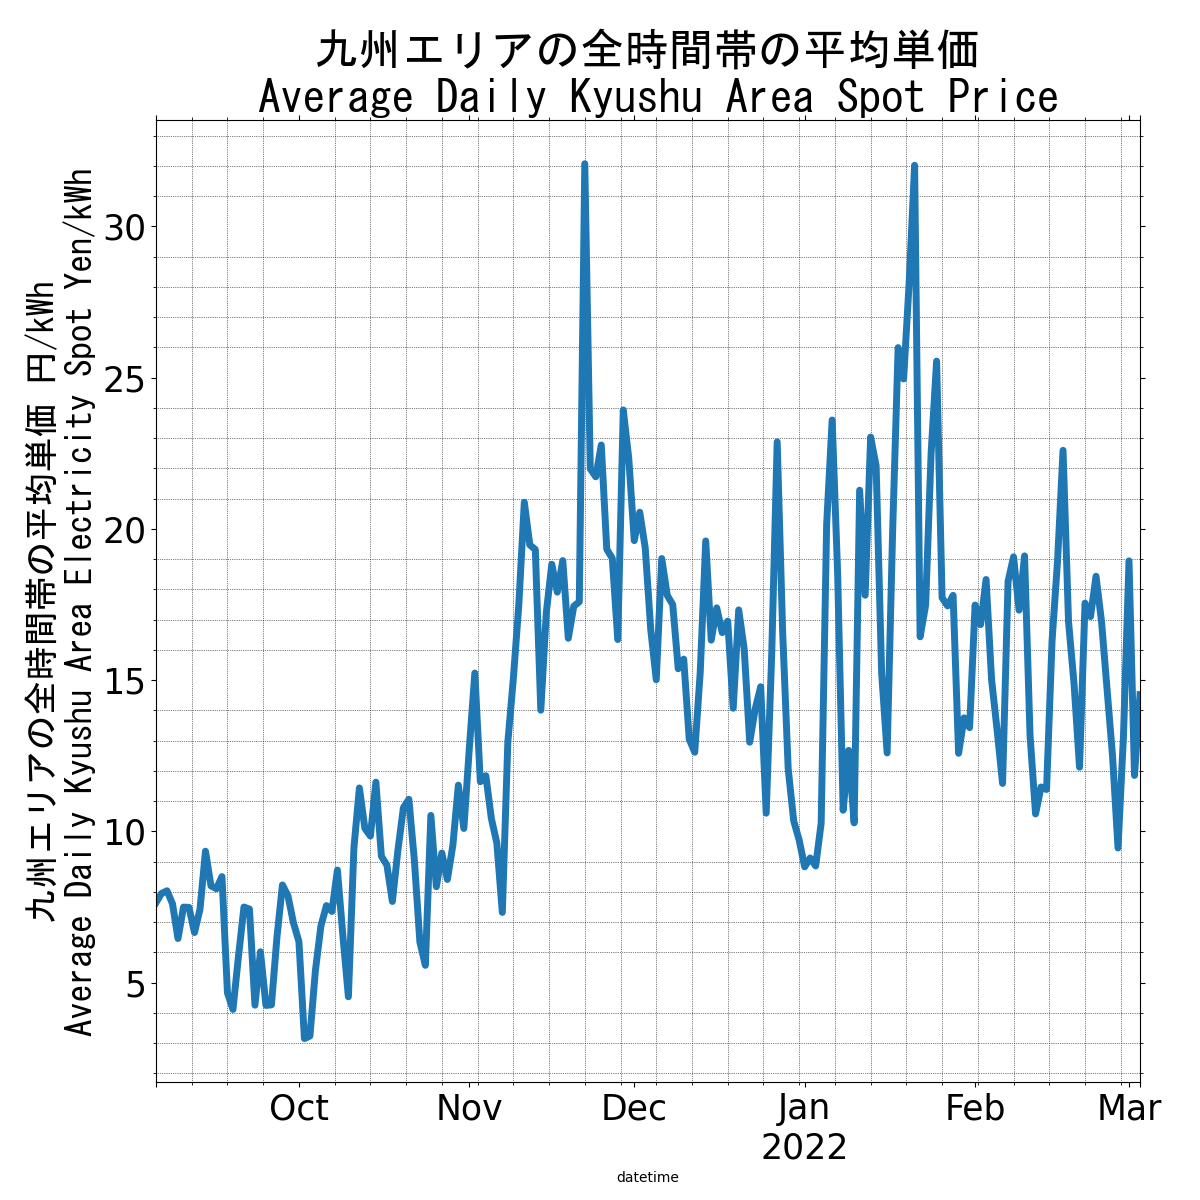 九州エリアの全時間帯の平均単価
Average Daily Kyushu Area Spot Price
九州エリアの全時間帯の平均単価 円/kWh
Average Daily Kyushu Area Electricity Spot Yen/kWh
30
25
20
15
10
5
Oct
Nov
Dec
Jan
2022
Feb
Mar
datetime